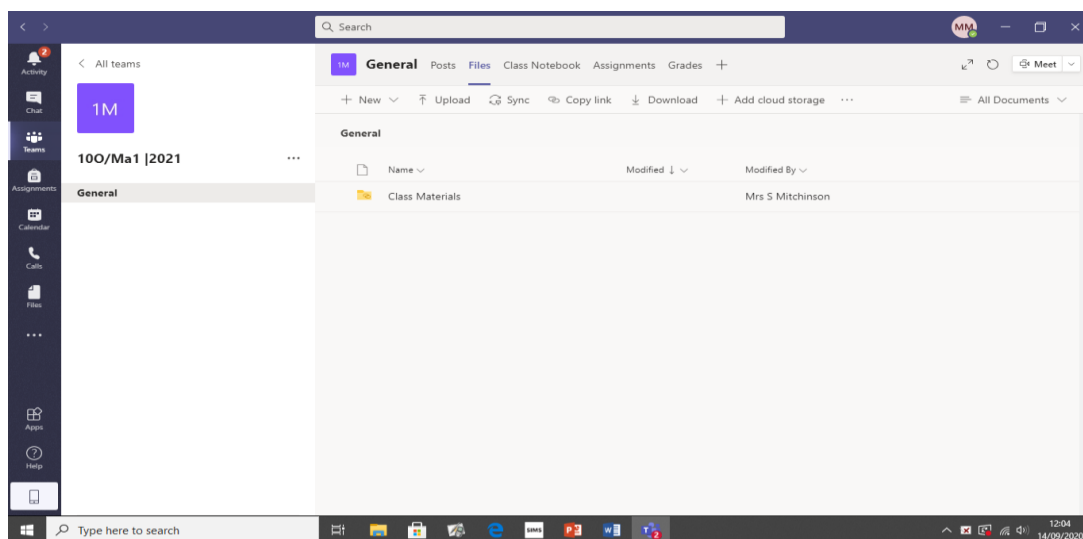 Search
MM
2
Activity
Chat
Teams
Assignments
Calendar
Calls
Files
Apps
Help
All teams
1M
10O/Ma1 |2021
General
1M General Posts Files Class Notebook Assignments Grades
Meet
New Upload Sync Copy link Download Add cloud storage
All Documents
General
Name Modified Modified By
Class Materials Mrs S Mitchinson
Type here to search
SIMS
2
12:04
14/09/2020